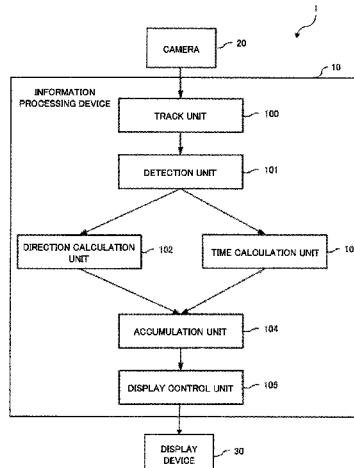 1
CAMERA
20
10
INFORMATION
PROCESSING DEVICE
TRACK UNIT
100
DETECTION UNIT
101
DIRECTION CALCULATION
UNIT
102
TIME CALCULATION UNIT
ACCUMULATION UNIT
104
DISPLAY CONTROL UNIT
105
DISPLAY
DEVICE
30